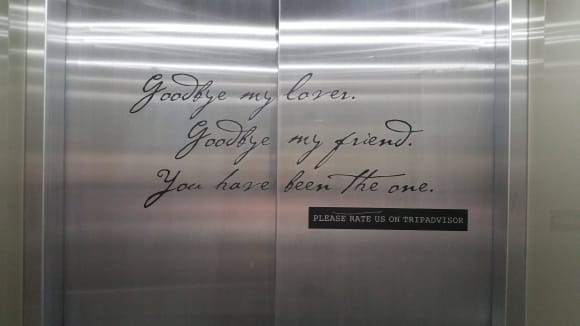 Goodbye my lover.
Goodbye my friend.
You have been the one.
PLEASE RATE US ON TRIPADVISOR